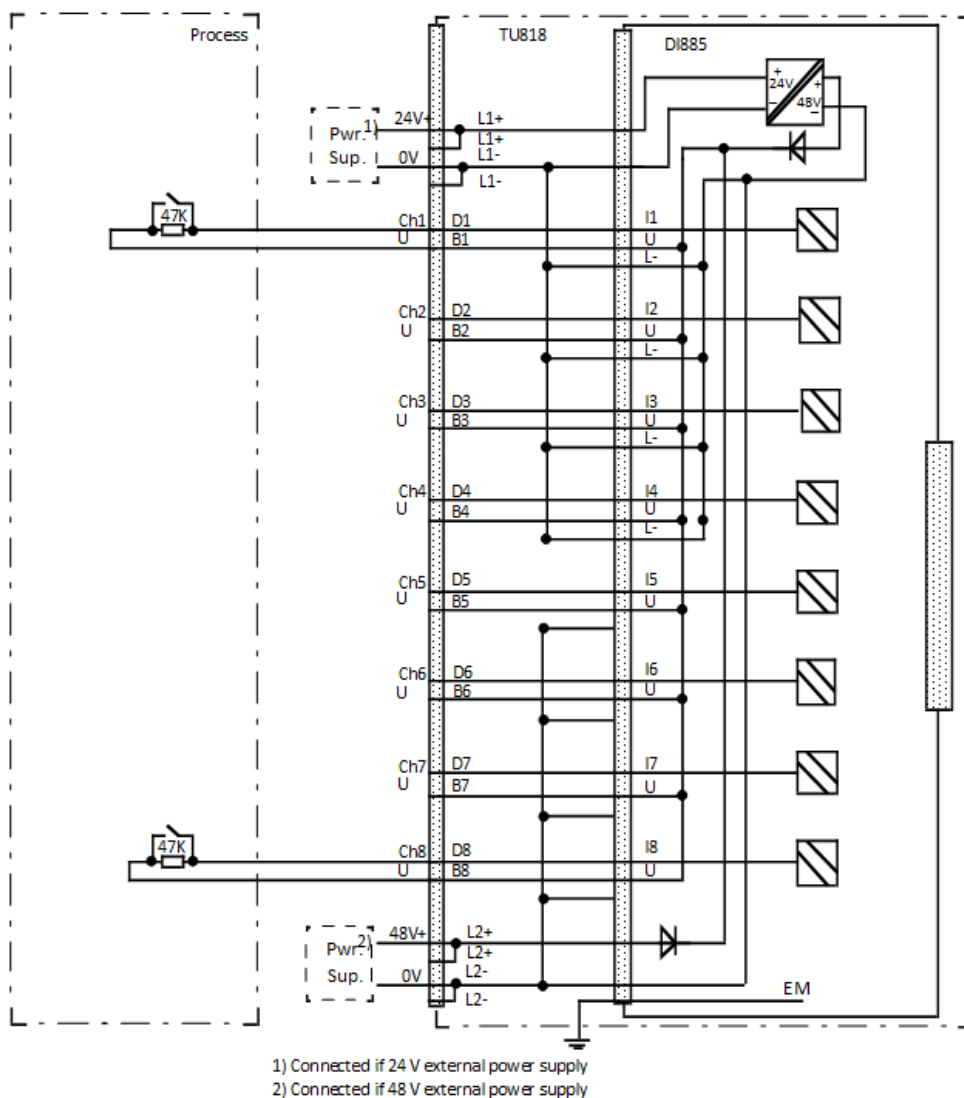 Process TU818 DI885
+ 24V − + 48V −
Pwr. 1) 24V+ L1+
L1+
Sup. 0V L1-
L1-
47K Ch1 D1 I1
U B1 U
L-
Ch2 D2 I2
U B2 U
L-
Ch3 D3 I3
U B3 U
L-
Ch4 D4 I4
U B4 U
L-
Ch5 D5 I5
U B5 U
Ch6 D6 I6
U B6 U
Ch7 D7 I7
U B7 U
47K Ch8 D8 I8
U B8 U
Pwr. 2) 48V+ L2+
L2+
Sup. 0V L2-
L2-
EM
1) Connected if 24 V external power supply
2) Connected if 48 V external power supply